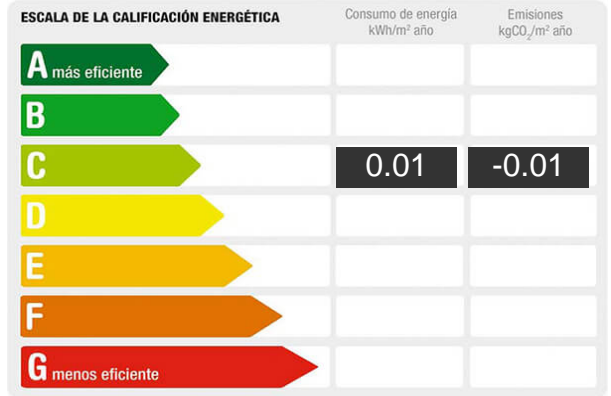 ESCALA DE LA CALIFICACIÓN ENERGÉTICA
Consumo de energía
kWh/m² año
Emisiones
kgCO₂/m² año
A más eficiente
B
C 0.01 -0.01
D
E
F
G menos eficiente